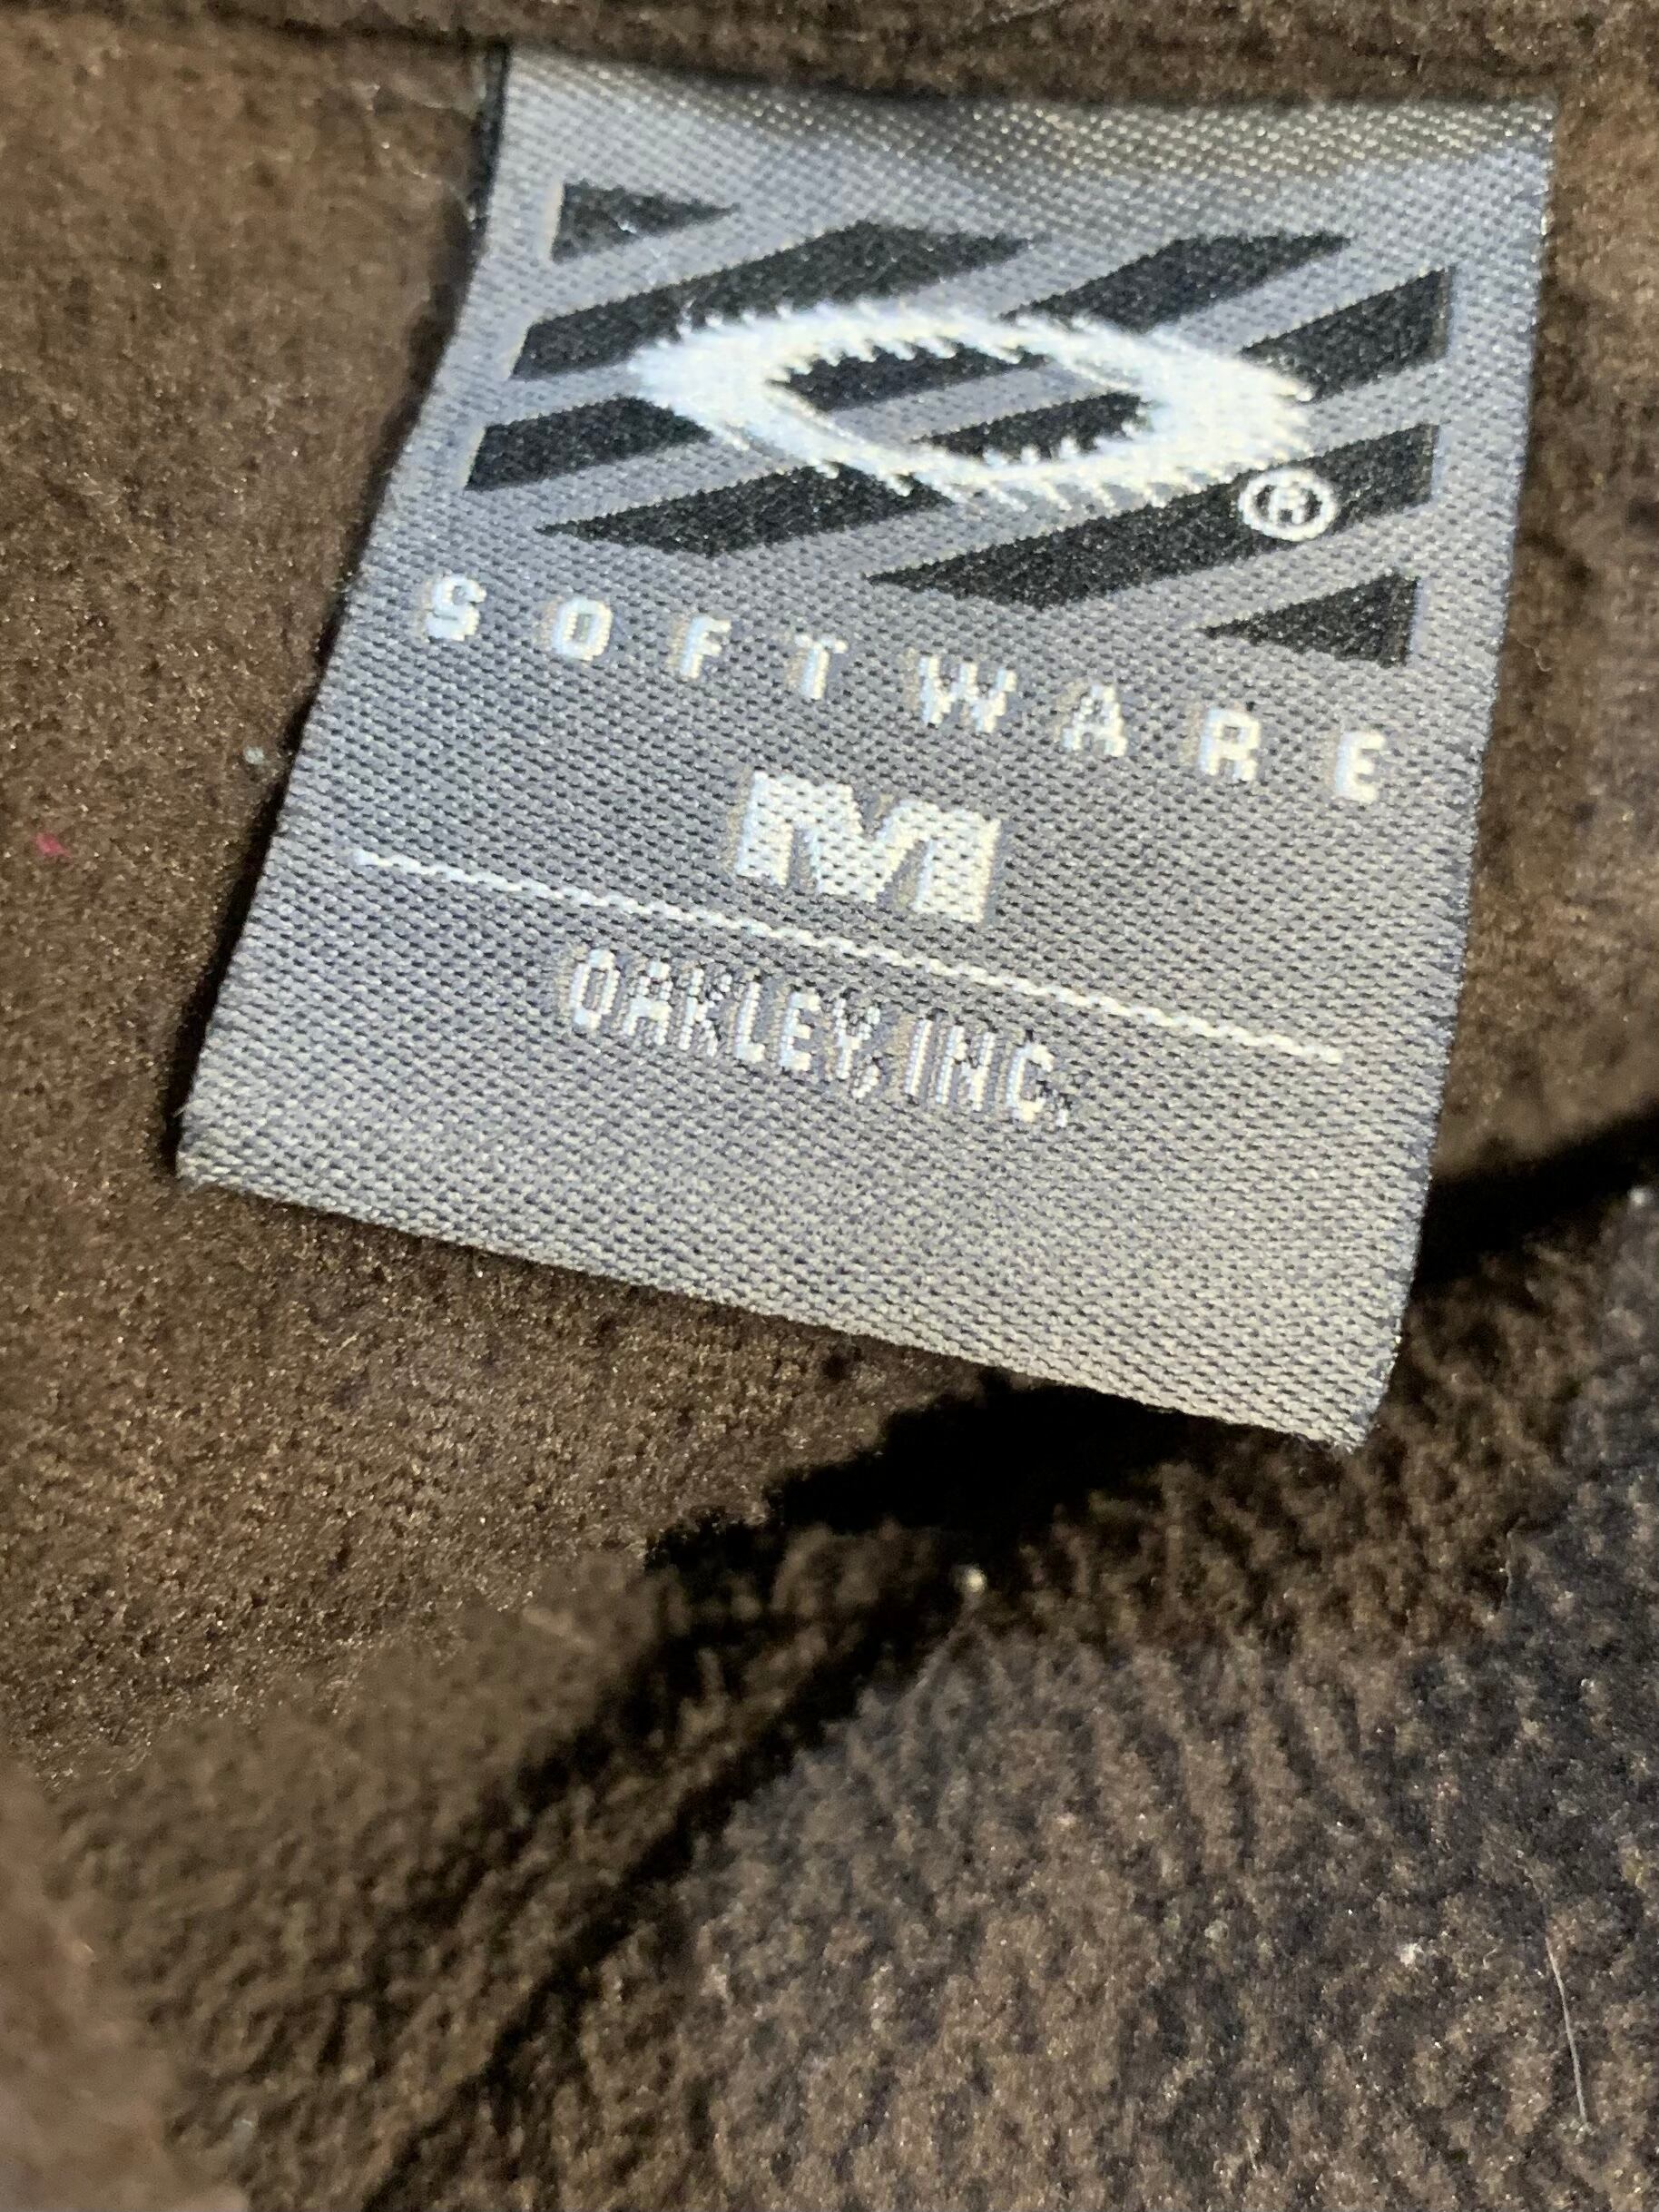 ®
SOFTWARE
M
OAKLEY, INC.